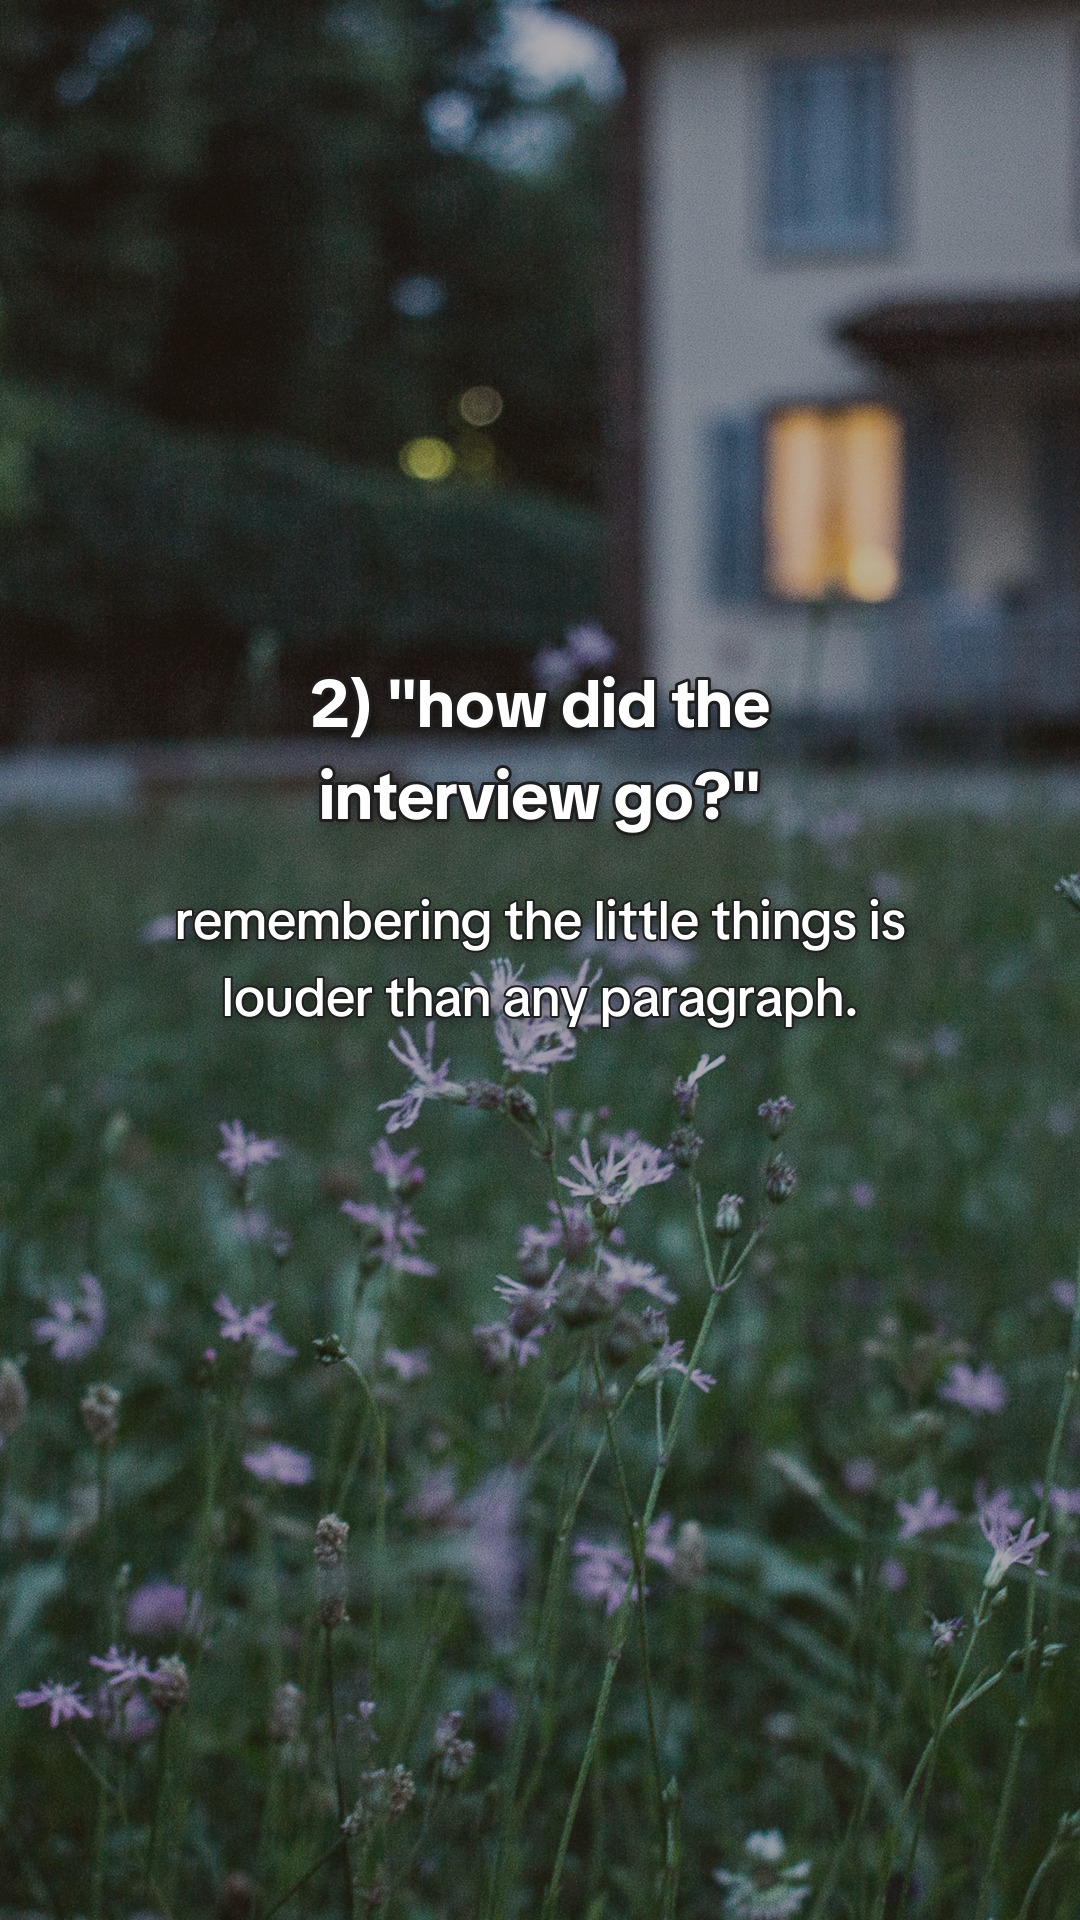 2) "how did the
interview go?"
remembering the little things is
louder than any paragraph.